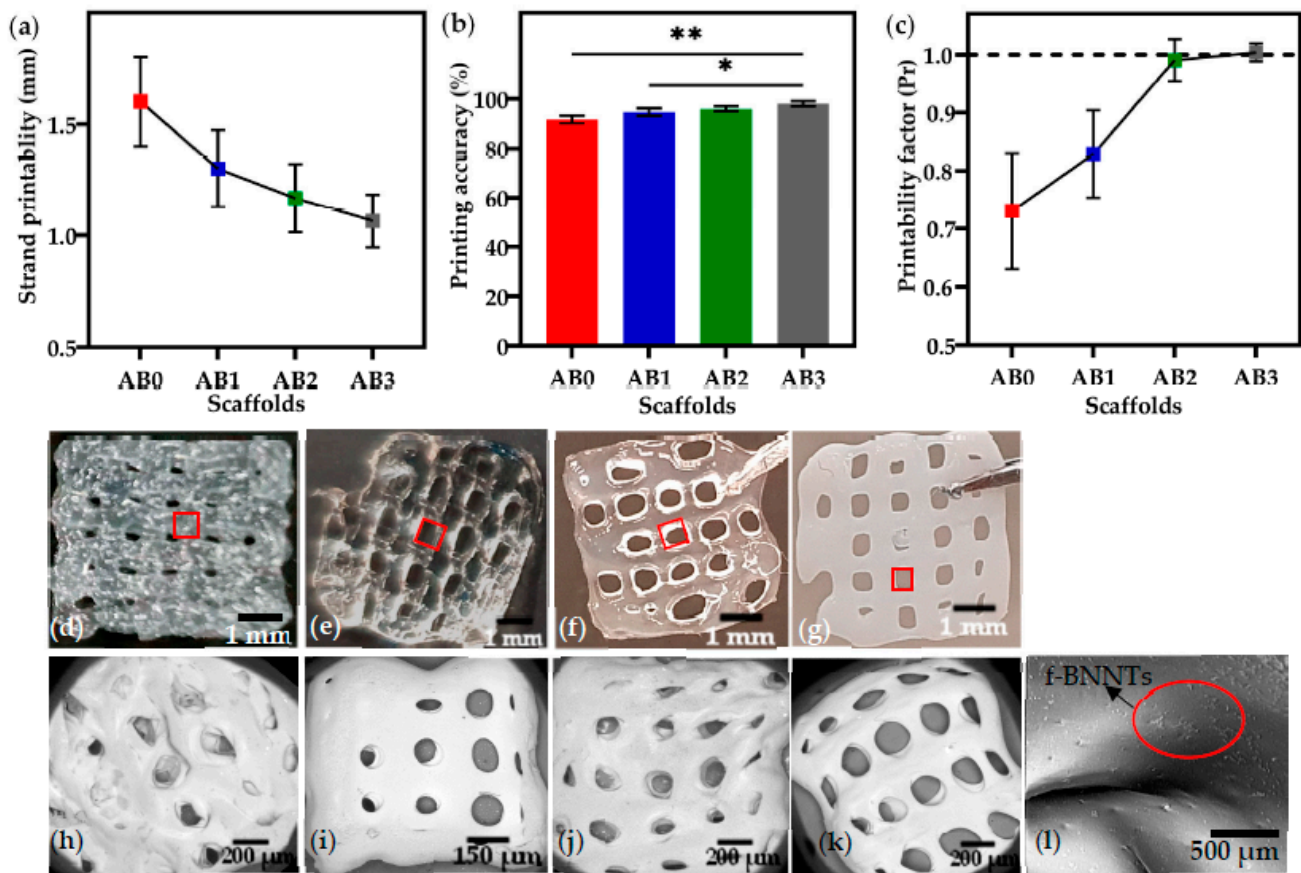 (a)
Strand printablity (mm)
1.5
1.0
0.5
AB0 AB1 AB2 AB3
Scaffolds
(b)
Printing accuracy (%)
**
*
100
80
60
40
20
0
AB0 AB1 AB2 AB3
Scaffolds
(c)
Printability factor (Pr)
1.0
0.9
0.8
0.7
0.6
0.5
AB0 AB1 AB2 AB3
Scaffolds
(d) 1 mm
(e) 1 mm
(f) 1 mm
(g) 1 mm
(h) 200 μm
(i) 150 μm
(j) 200 μm
(k) 200 μm
f-BNNTs
(l) 500 μm